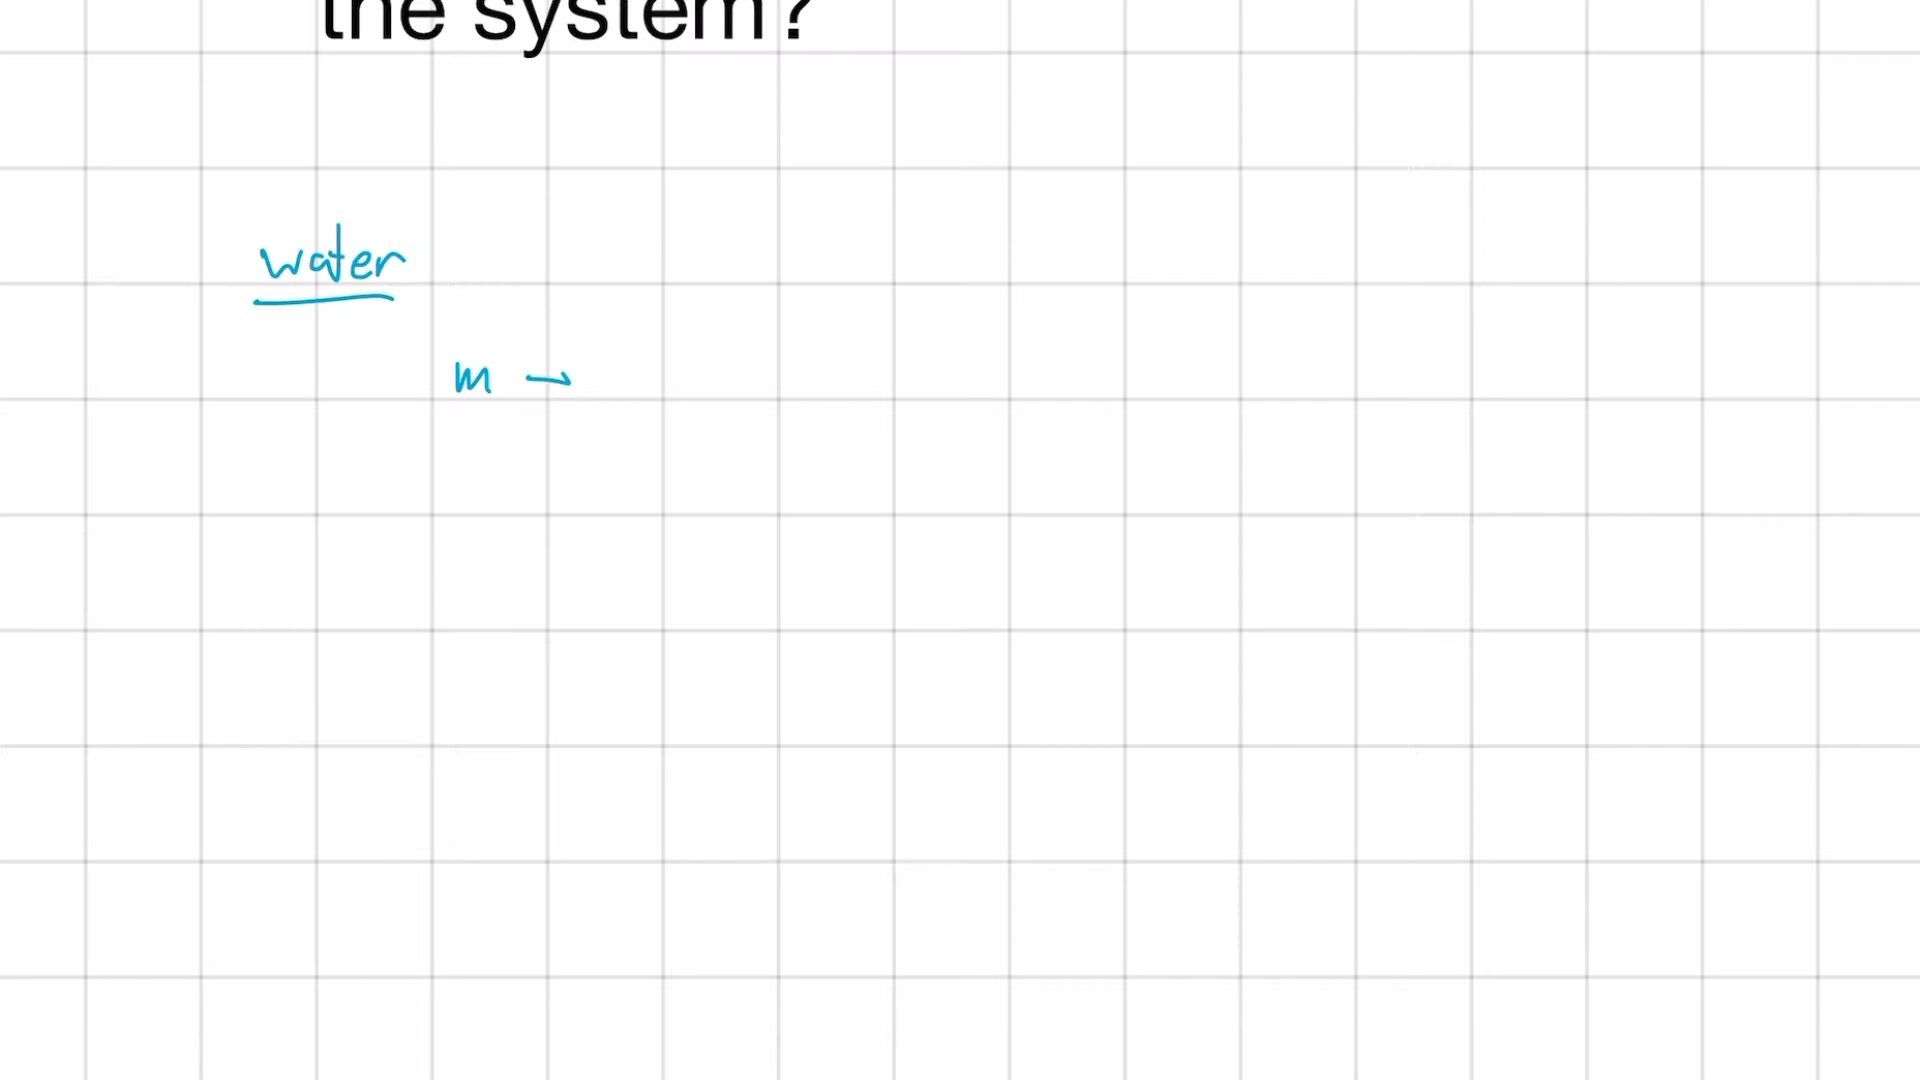 the system?
water
m →